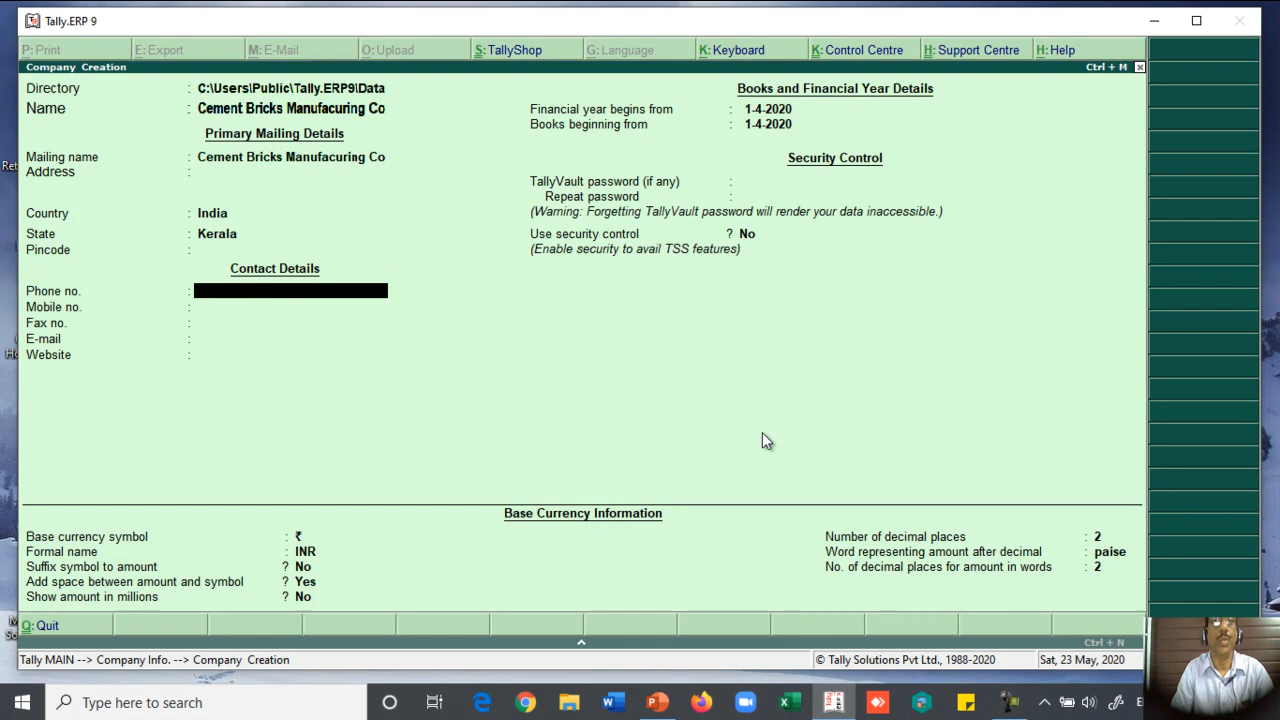 Tally.ERP 9
P: Print E: Export M: E-Mail O: Upload S: TallyShop G: Language K: Keyboard K: Control Centre H: Support Centre H: Help
Company Creation Ctrl + M
Directory : C:\Users\Public\Tally.ERP9\Data
Name : Cement Bricks Manufacuring Co
Primary Mailing Details
Mailing name : Cement Bricks Manufacuring Co
Address :
Country : India
State : Kerala
Pincode :
Contact Details
Phone no. :
Mobile no. :
Fax no. :
E-mail :
Website :
Books and Financial Year Details
Financial year begins from : 1-4-2020
Books beginning from : 1-4-2020
Security Control
TallyVault password (if any) :
Repeat password :
(Warning: Forgetting TallyVault password will render your data inaccessible.)
Use security control ? No
(Enable security to avail TSS features)
Base Currency Information
Base currency symbol : ₹
Formal name : INR
Suffix symbol to amount ? No
Add space between amount and symbol ? Yes
Show amount in millions ? No
Number of decimal places : 2
Word representing amount after decimal : paise
No. of decimal places for amount in words : 2
Q: Quit
Ctrl + N
Tally MAIN --> Company Info. --> Company Creation © Tally Solutions Pvt Ltd., 1988-2020 Sat, 23 May, 2020
Type here to search